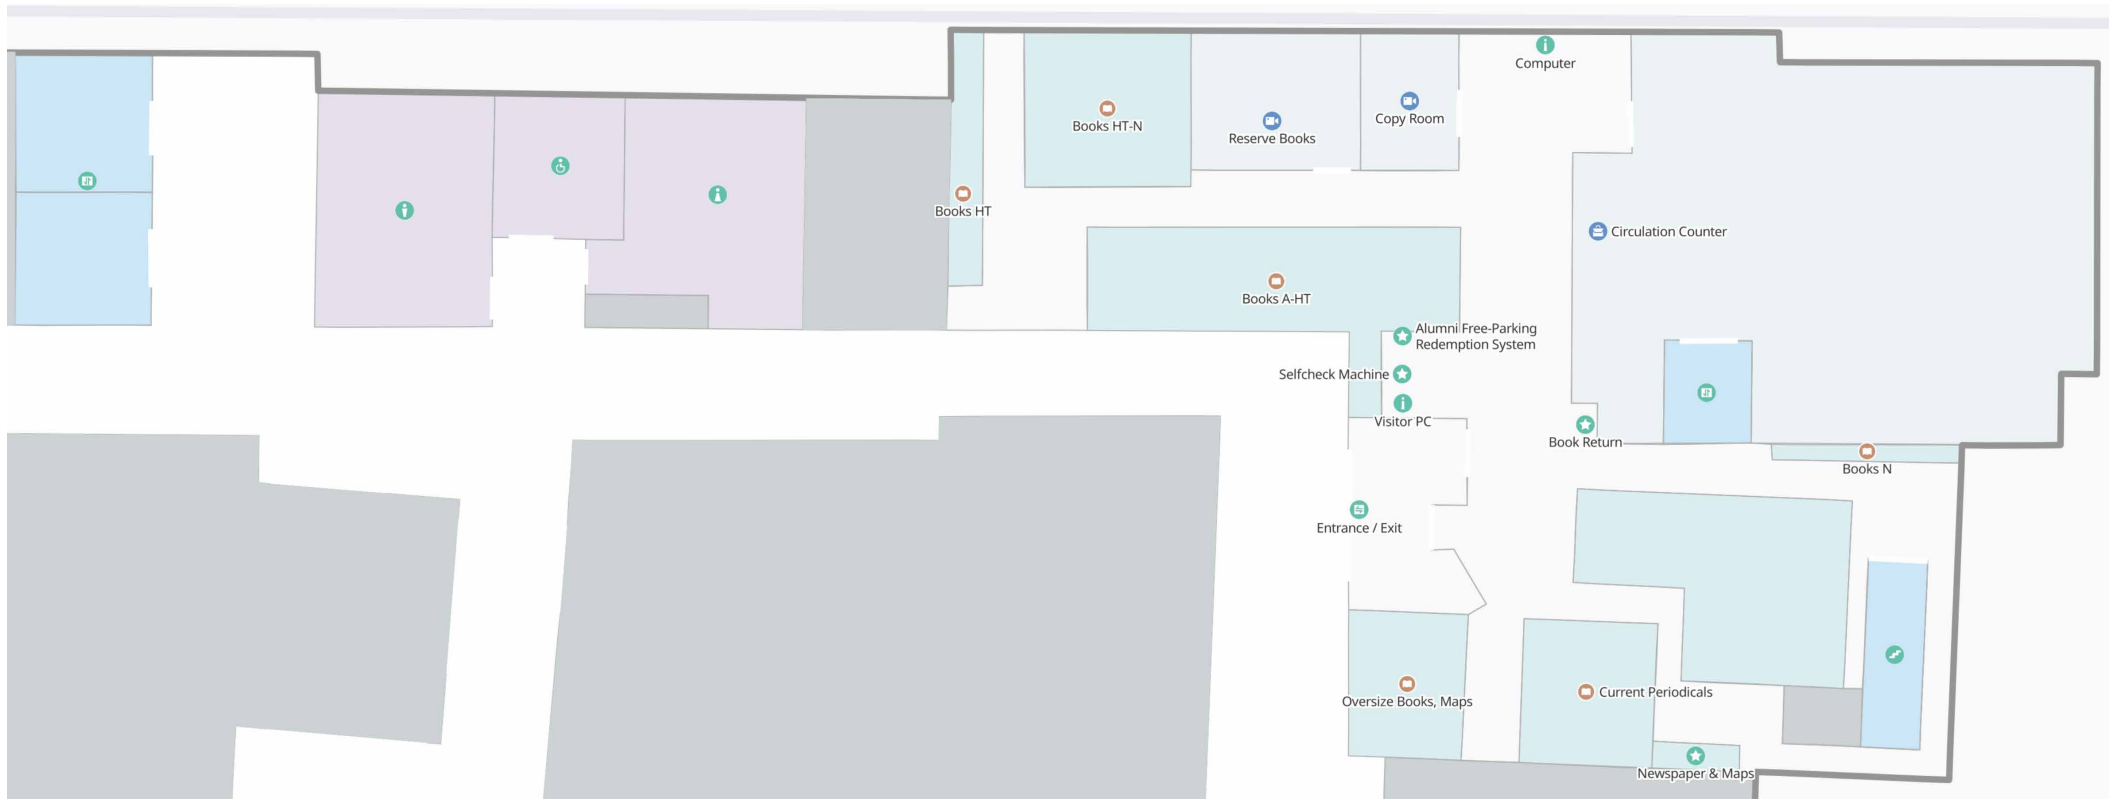 Computer
Books HT-N
Reserve Books
Copy Room
Books HT
Circulation Counter
Books A-HT
Alumni Free-Parking
Redemption System
Selfcheck Machine
Visitor PC
Book Return
Books N
Entrance / Exit
Oversize Books, Maps
Current Periodicals
Newspaper & Maps